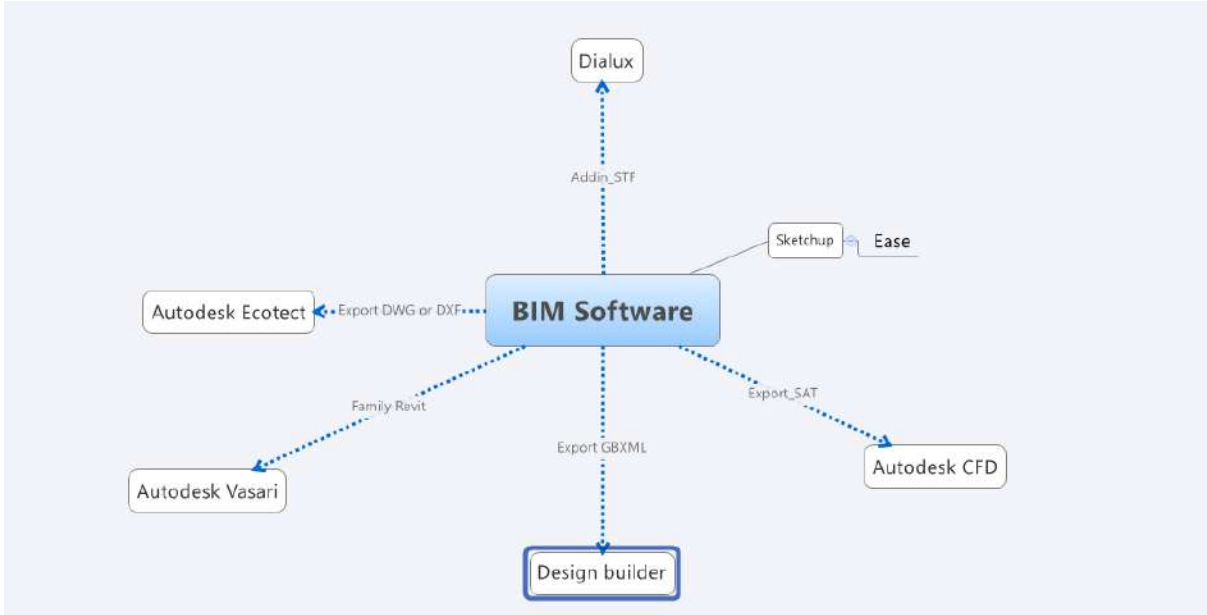 Dialux
Addin_STF
Sketchup
Ease
BIM Software
Autodesk Ecotect
Export DWG or DXF
Family Revit
Export_SAT
Export GBXML
Autodesk CFD
Autodesk Vasari
Design builder